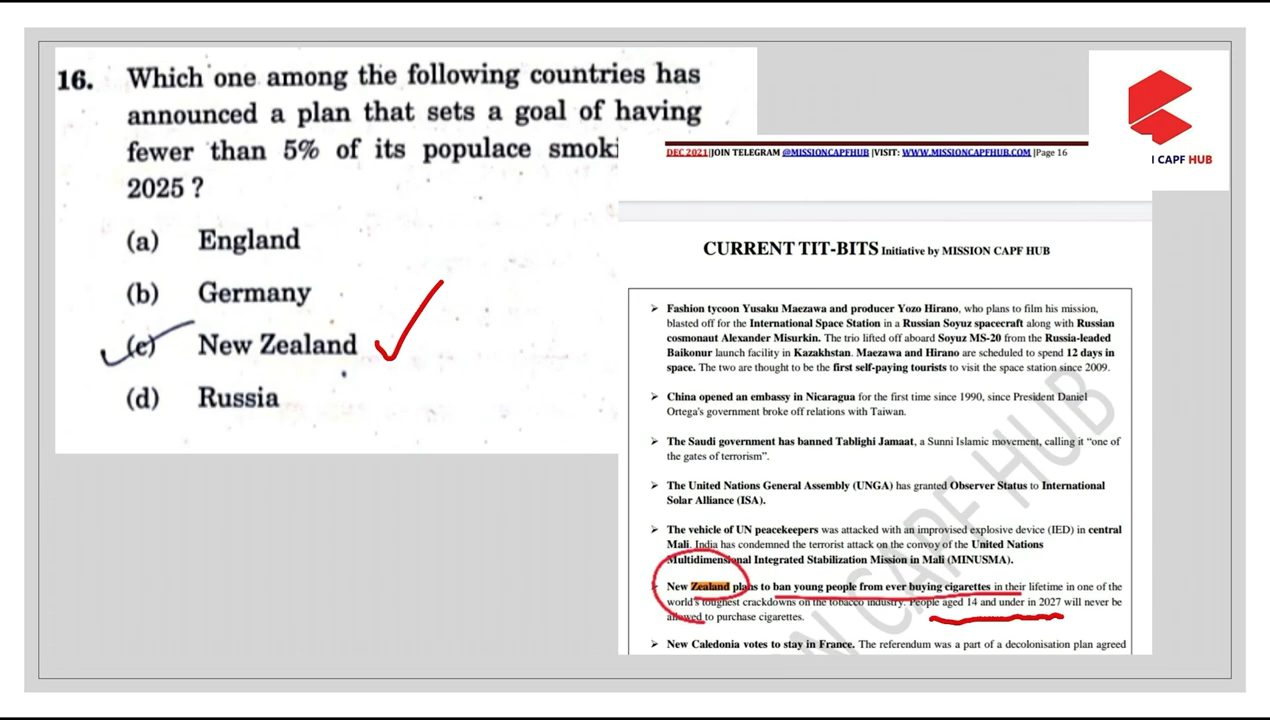 16. Which one among the following countries has
announced a plan that sets a goal of having
fewer than 5% of its populace smoki
2025 ?
(a) England
(b) Germany
(c) New Zealand
(d) Russia
I CAPF HUB
DEC 2021|JOIN TELEGRAM @MISSIONCAPFHUB |VISIT: WWW.MISSIONCAPFHUB.COM |Page 16
CURRENT TIT-BITS Initiative by MISSION CAPF HUB
➢ Fashion tycoon Yusaku Maezawa and producer Yozo Hirano, who plans to film his mission,
blasted off for the International Space Station in a Russian Soyuz spacecraft along with Russian
cosmonaut Alexander Misurkin. The trio lifted off aboard Soyuz MS-20 from the Russia-leased
Baikonur launch facility in Kazakhstan. Maezawa and Hirano are scheduled to spend 12 days in
space. The two are thought to be the first self-paying tourists to visit the space station since 2009.
➢ China opened an embassy in Nicaragua for the first time since 1990, since President Daniel
Ortega's government broke off relations with Taiwan.
➢ The Saudi government has banned Tablighi Jamaat, a Sunni Islamic movement, calling it “one of
the gates of terrorism”.
➢ The United Nations General Assembly (UNGA) has granted Observer Status to International
Solar Alliance (ISA).
➢ The vehicle of UN peacekeepers was attacked with an improvised explosive device (IED) in central
Mali. India has condemned the terrorist attack on the convoy of the United Nations
Multidimensional Integrated Stabilization Mission in Mali (MINUSMA).
➢ New Zealand plans to ban young people from ever buying cigarettes in their lifetime in one of the
world's toughest crackdowns on the tobacco industry. People aged 14 and under in 2027 will never be
allowed to purchase cigarettes.
➢ New Caledonia votes to stay in France. The referendum was a part of a decolonisation plan agreed
N CAPF HUB